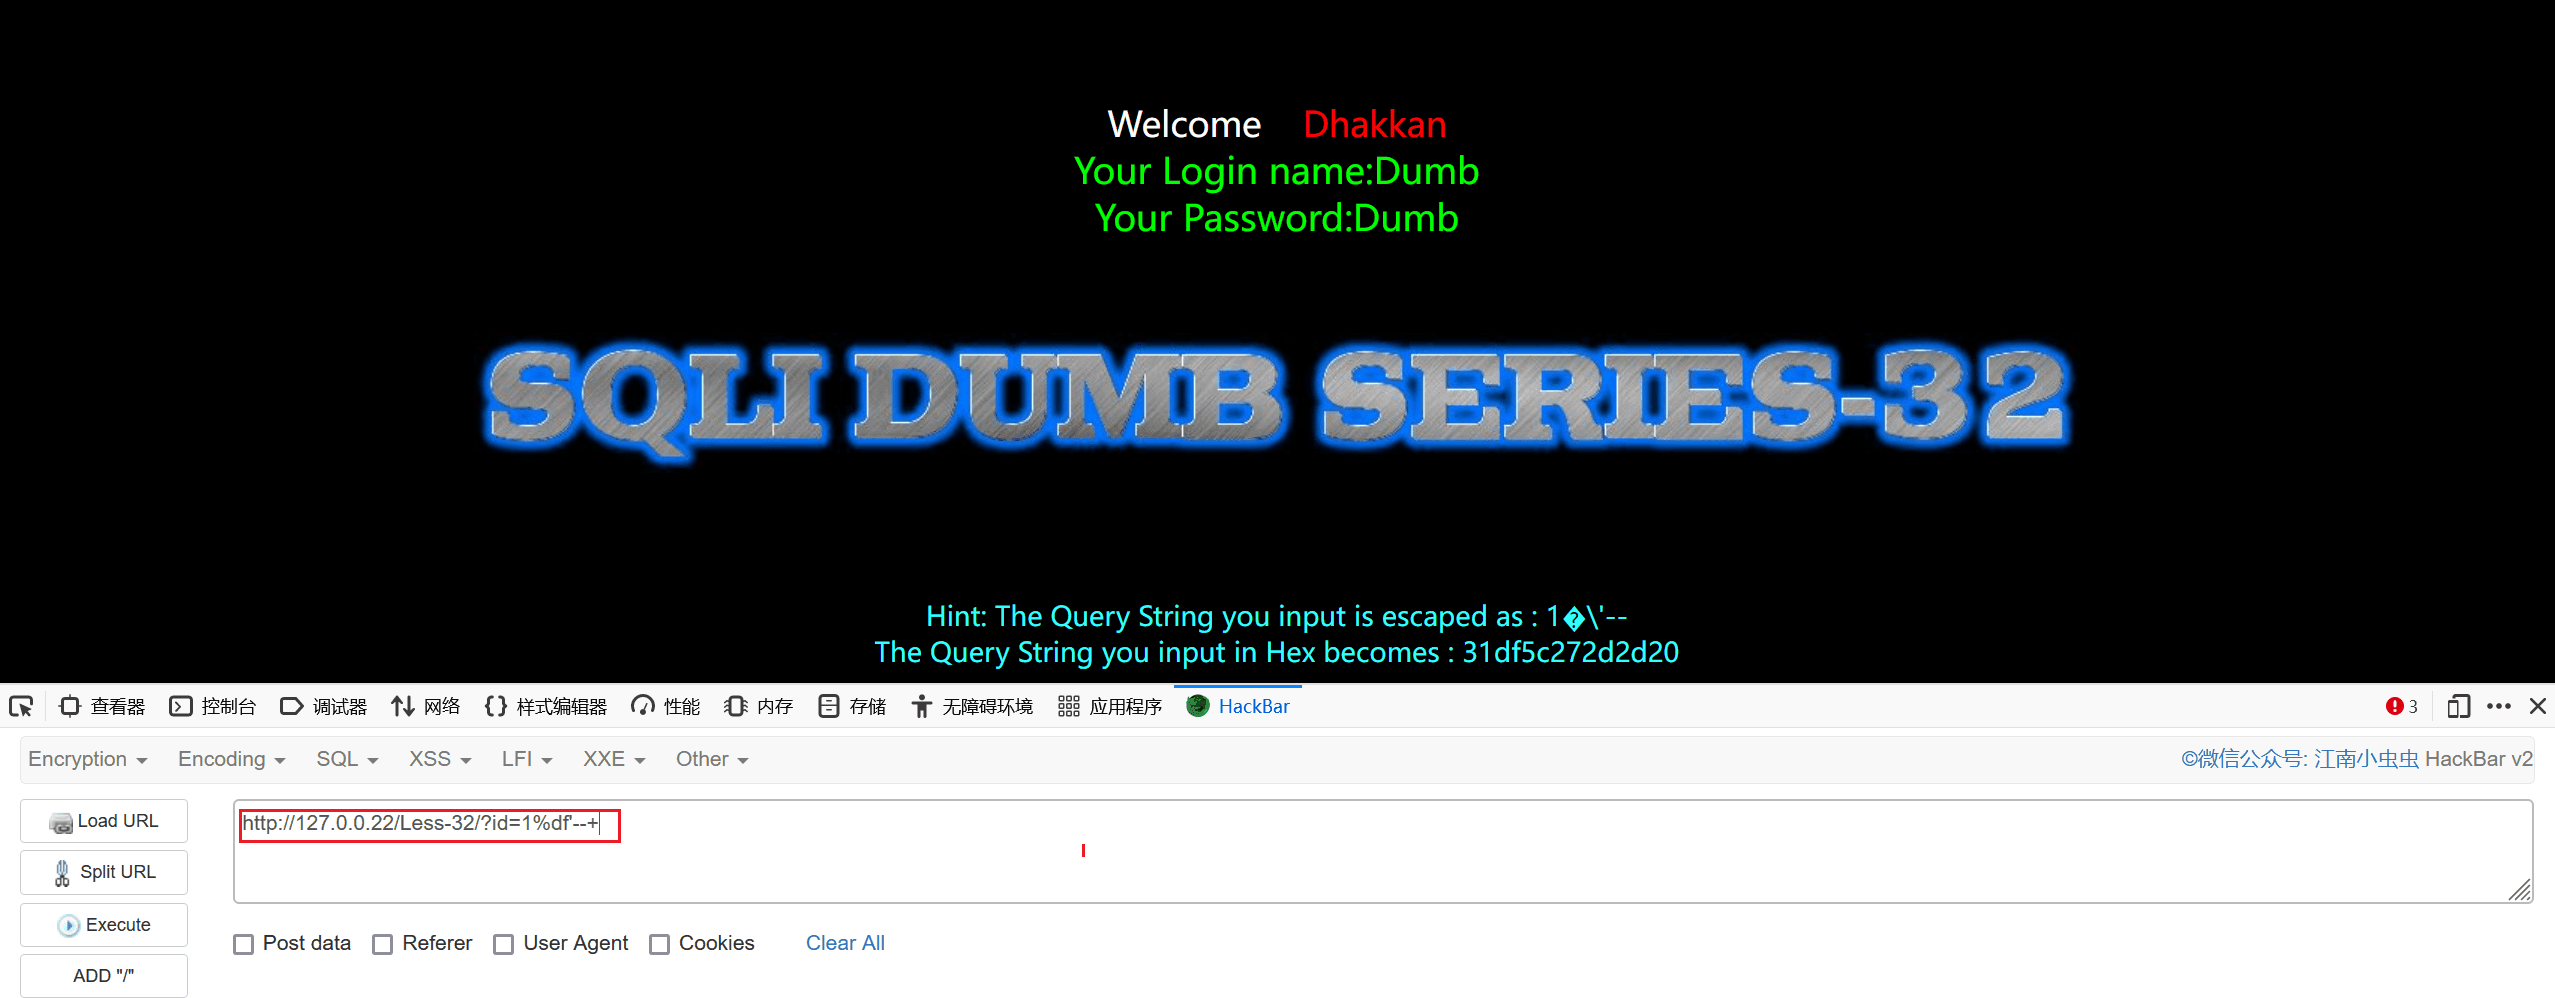 Welcome Dhakkan
Your Login name:Dumb
Your Password:Dumb
SQLI DUMB SERIES-32
Hint: The Query String you input is escaped as : 1�\'--
The Query String you input in Hex becomes : 31df5c272d2d20
查看器 控制台 调试器 网络 样式编辑器 性能 内存 存储 无障碍环境 应用程序 HackBar 3
Encryption Encoding SQL XSS LFI XXE Other ©微信公众号: 江南小虫虫 HackBar v2
Load URL http://127.0.0.22/Less-32/?id=1%df'--+
Split URL
Execute
Post data Referer User Agent Cookies Clear All
ADD "/"